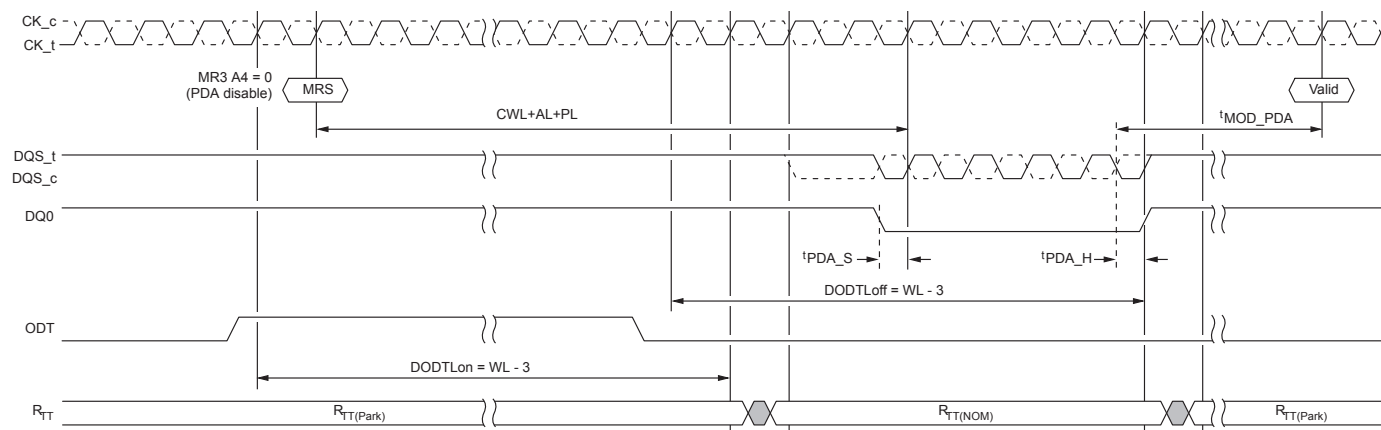 CK_c
CK_t
MR3 A4 = 0
(PDA disable)
MRS
Valid
CWL+AL+PL
tMOD_PDA
DQS_t
DQS_c
DQ0
tPDA_S
tPDA_H
DODTLoff = WL - 3
ODT
DODTLon = WL - 3
RTT
RTT(Park)
RTT(NOM)
RTT(Park)